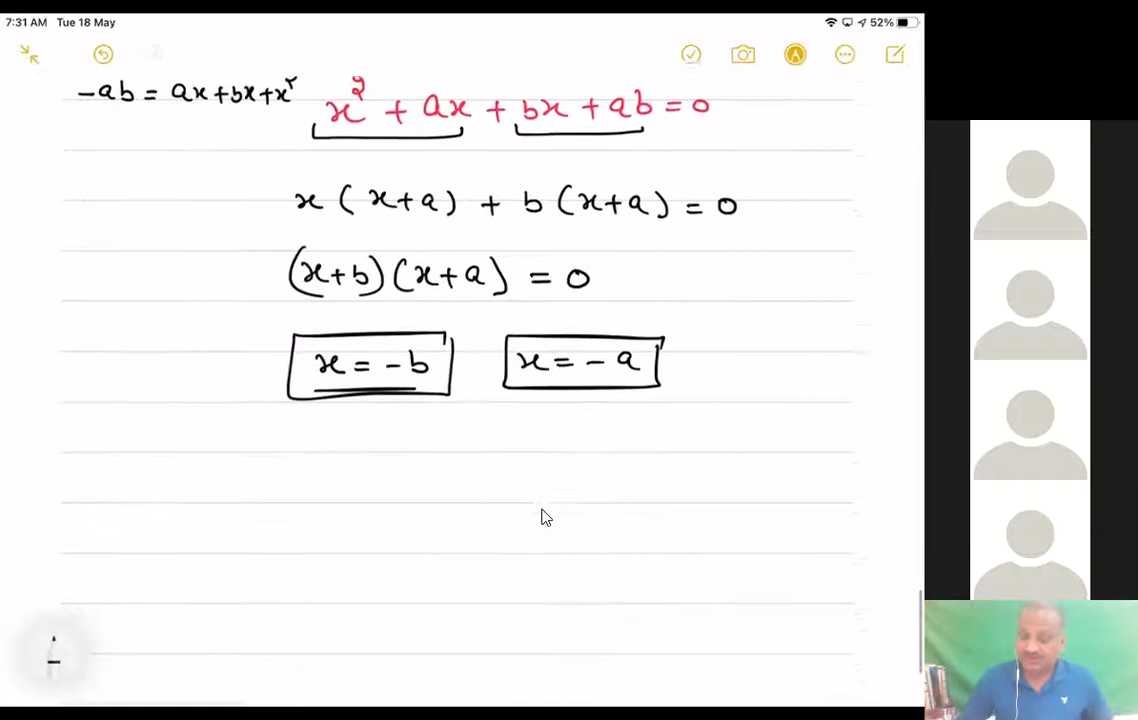 7:31 AM Tue 18 May 52%
-ab = ax+bx+x²
x² + ax + bx + ab = 0
x (x+a) + b (x+a) = 0
(x+b) (x+a) = 0
x = -b x = -a